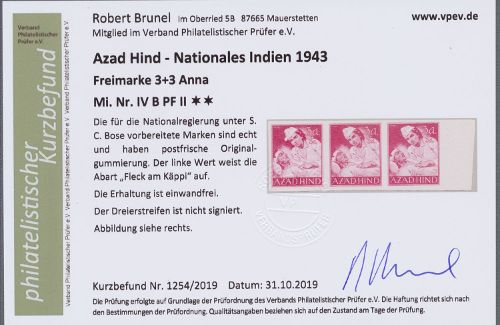 Robert Brunel im Oberried 5B 87665 Mauerstetten
Mitglied im Verband Philatelistischer Prüfer e.V.
www.vpev.de
Verband
Philatelistischer
Prüfer e.V.
philatelistischer
Kurzbefund
Azad Hind - Nationales Indien 1943
Freimarke 3+3 Anna
Mi. Nr. IV B PF II ✶✶
Die für die Nationalregierung unter S.
C. Bose vorbereitete Marken sind echt
und haben postfrische Original-
gummierung. Der linke Wert weist die
Abart „Fleck am Käppi" auf.
Die Erhaltung ist einwandfrei.
Der Dreierstreifen ist nicht signiert.
Abbildung siehe rechts.
AZAD HIND
AZAD HIND
AZAD HIND
Kurzbefund Nr. 1254/2019 Datum: 31.10.2019
Die Prüfung erfolgte auf Grundlage der Prüfordnung des Verbands Philatelistischer Prüfer e.V. Die Haftung richtet sich nach
den Bestimmungen der Prüfordnung. Qualitätsangaben beziehen sich auf den Zustand am Tage der Prüfung.